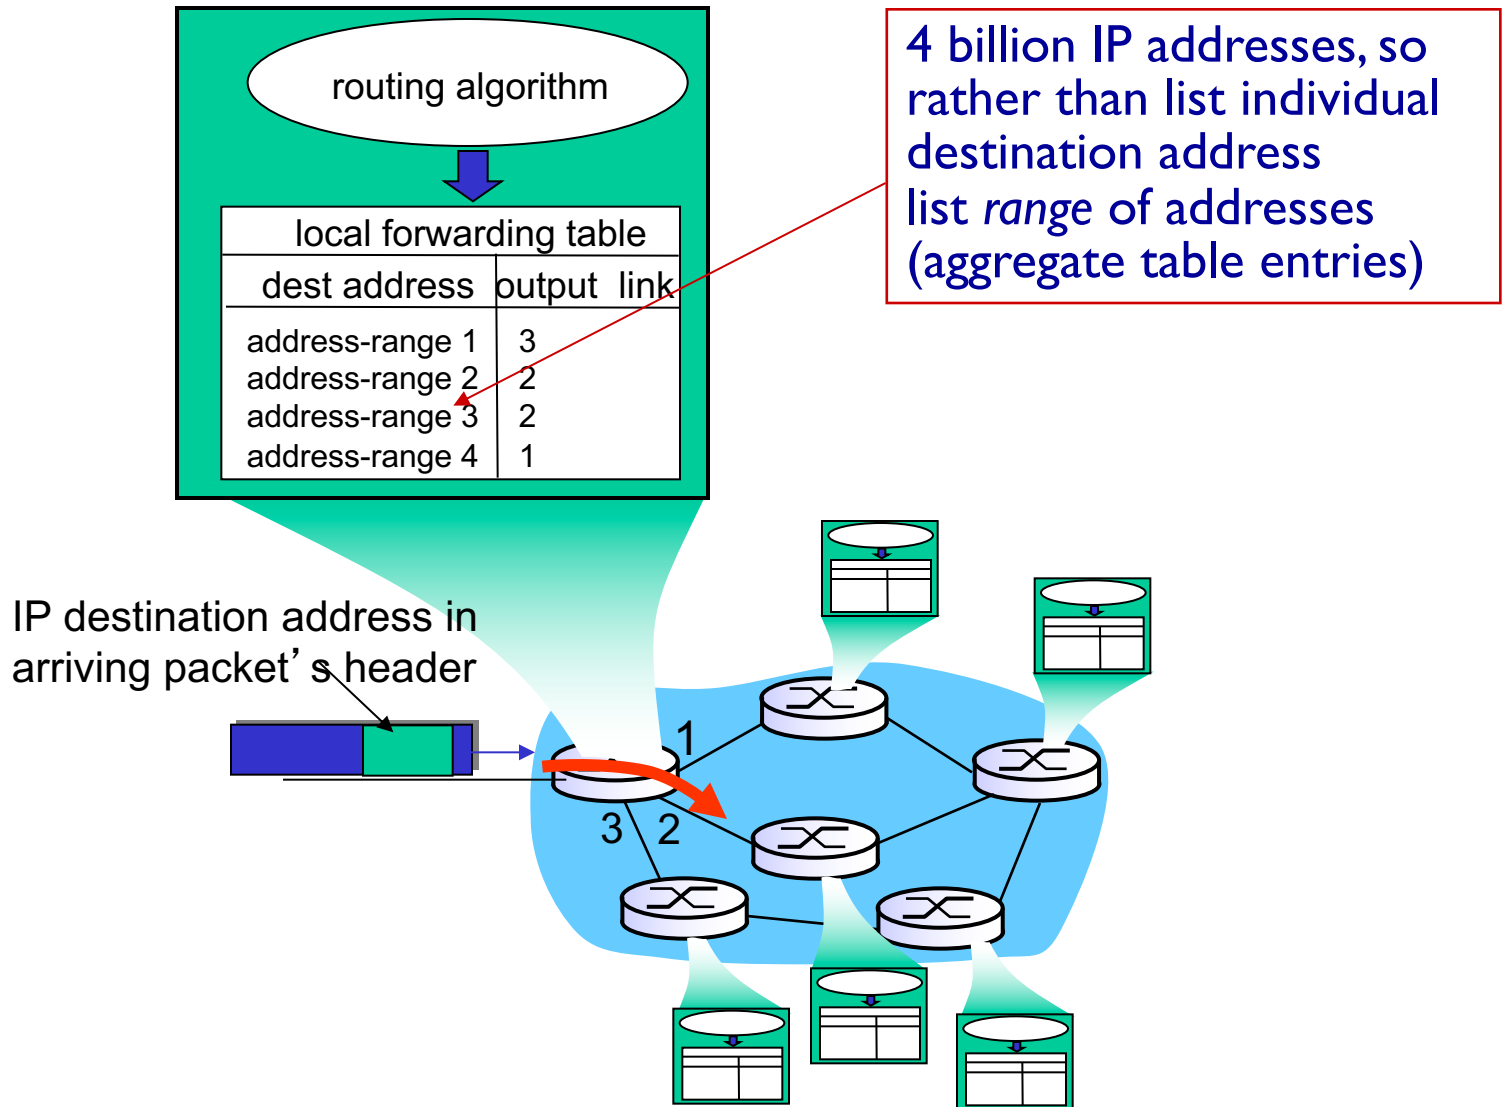 routing algorithm
local forwarding table
dest address output link
address-range 1 3
address-range 2 2
address-range 3 2
address-range 4 1
4 billion IP addresses, so
rather than list individual
destination address
list range of addresses
(aggregate table entries)
IP destination address in
arriving packet’s header
1
3 2